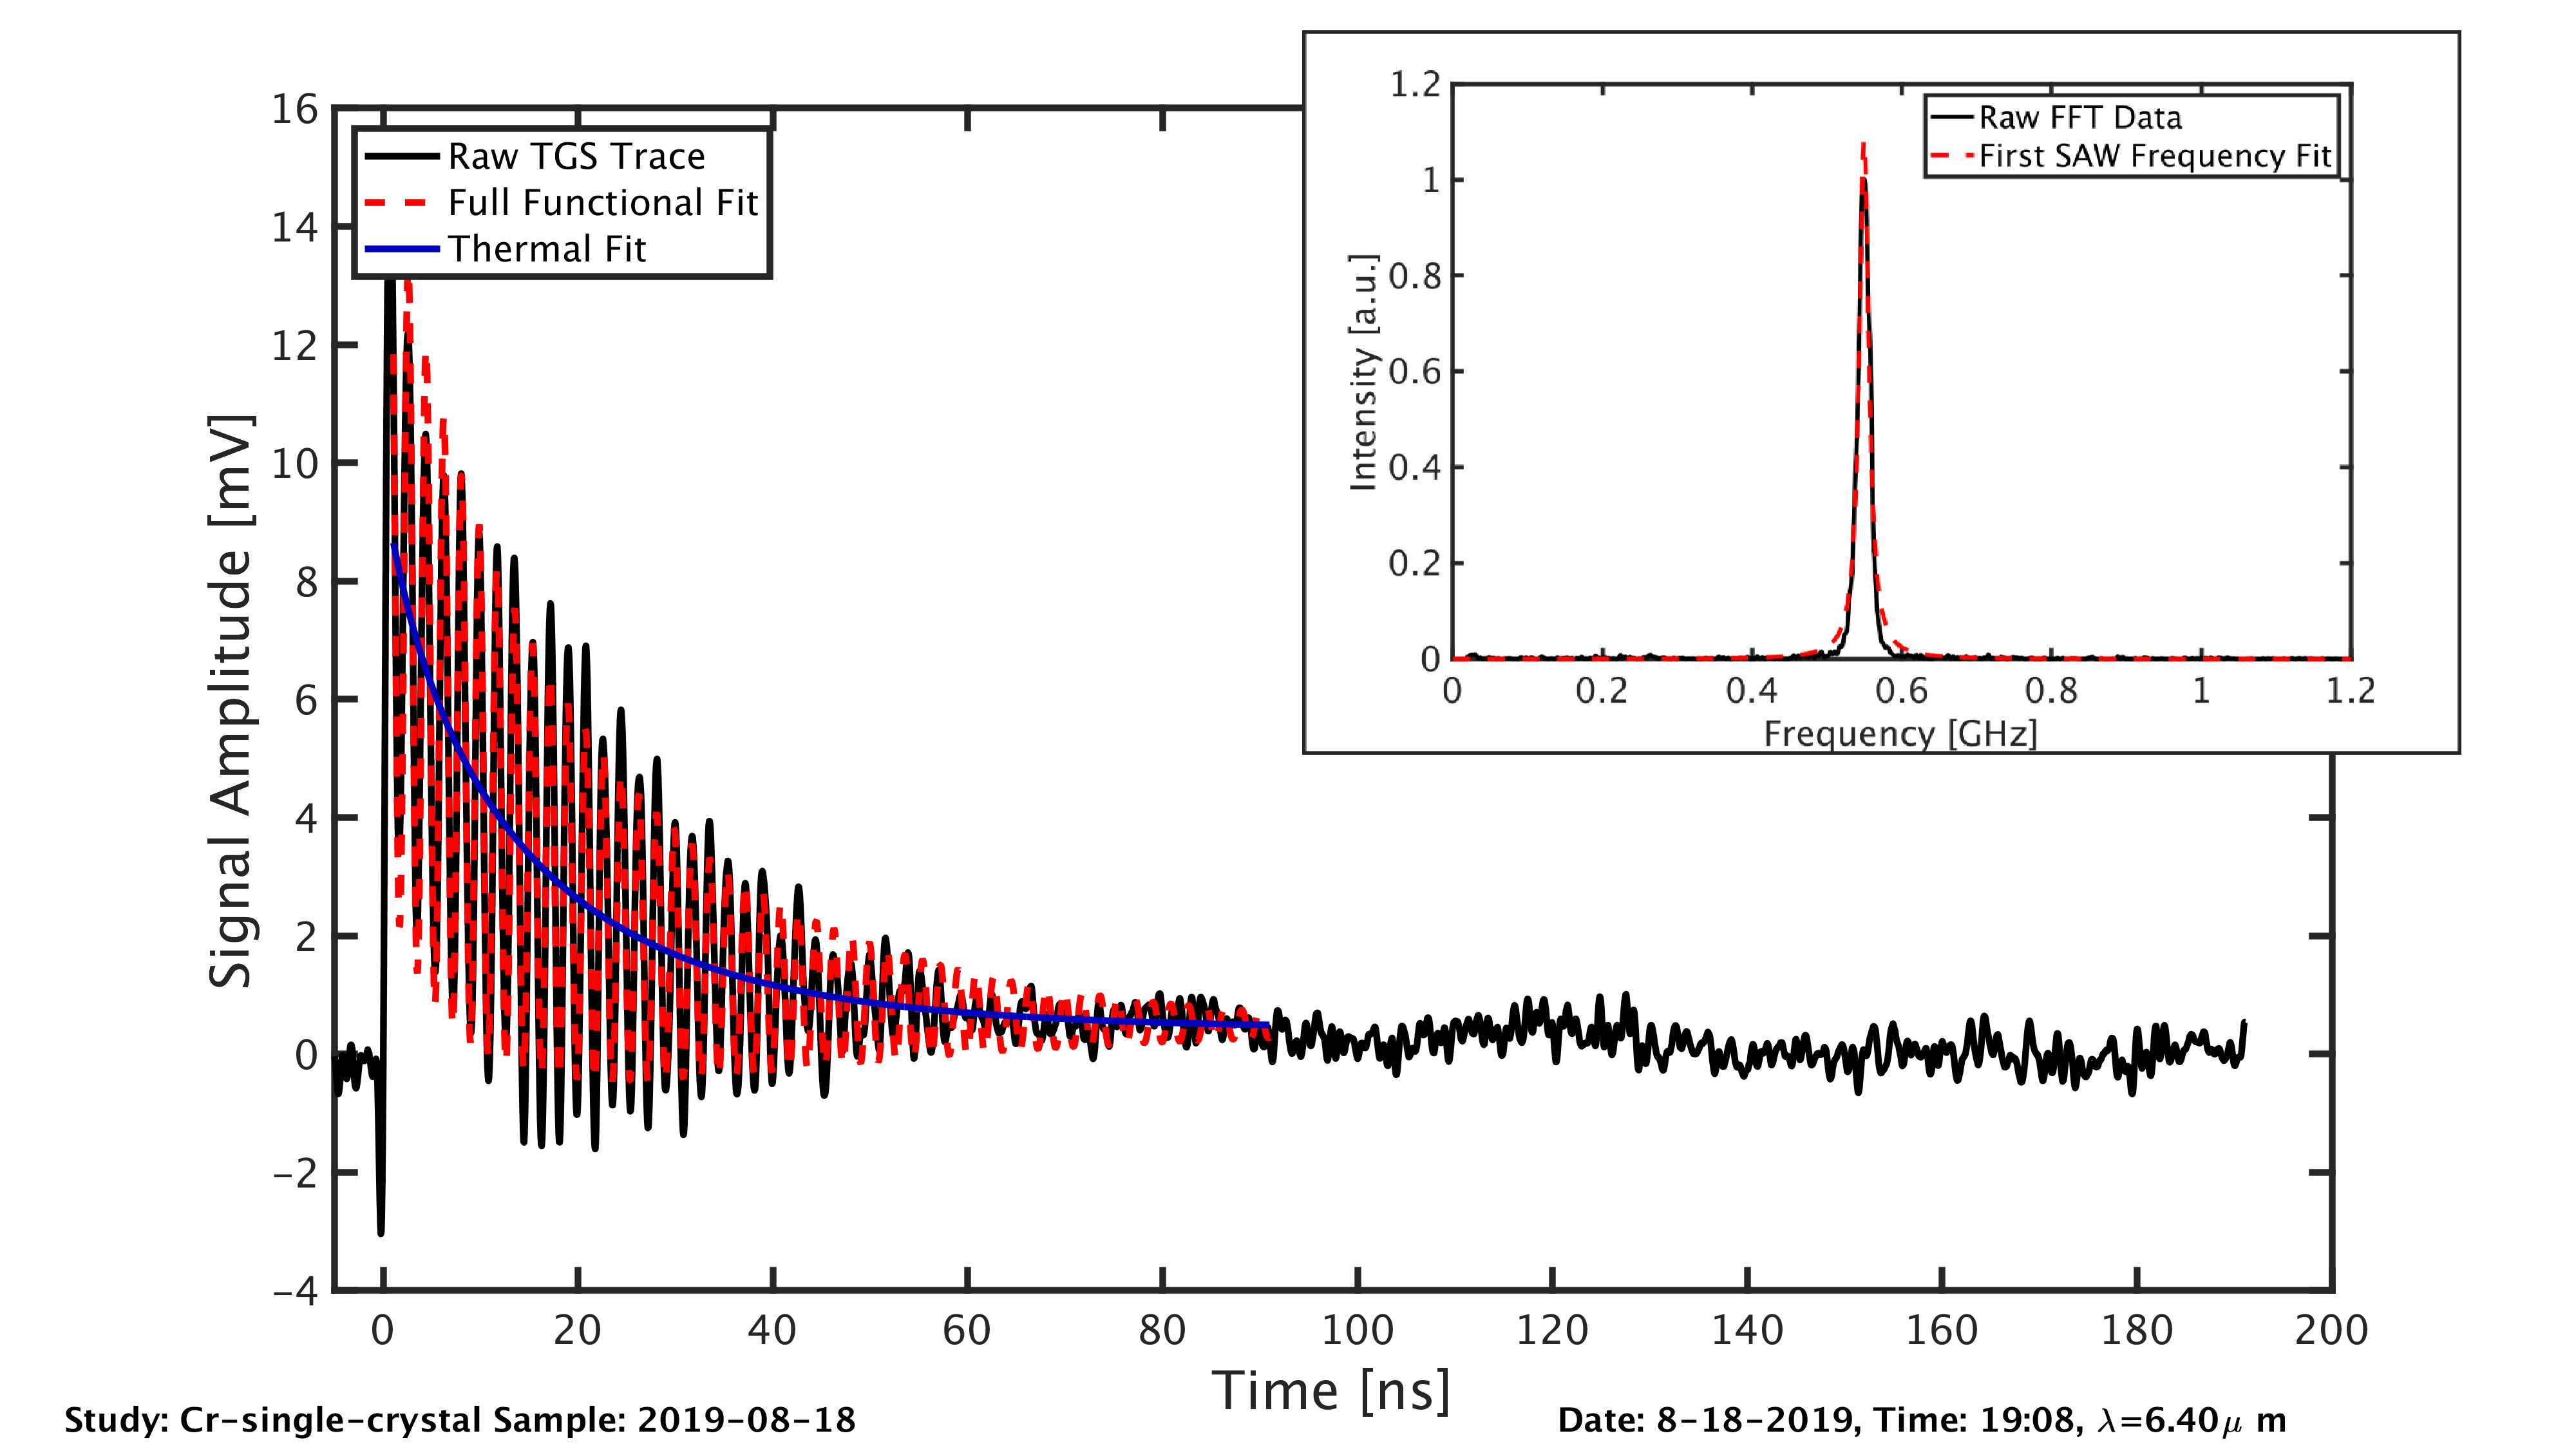 16
14
12
10
8
6
4
2
0
−2
−4
Signal Amplitude [mV]
Raw TGS Trace
Full Functional Fit
Thermal Fit
0 20 40 60 80 100 120 140 160 180 200
Time [ns]
1.2
1
0.8
0.6
0.4
0.2
0
Intensity [a.u.]
Raw FFT Data
First SAW Frequency Fit
0 0.2 0.4 0.6 0.8 1 1.2
Frequency [GHz]
Study: Cr−single−crystal Sample: 2019−08−18
Date: 8−18−2019, Time: 19:08, λ=6.40μ m